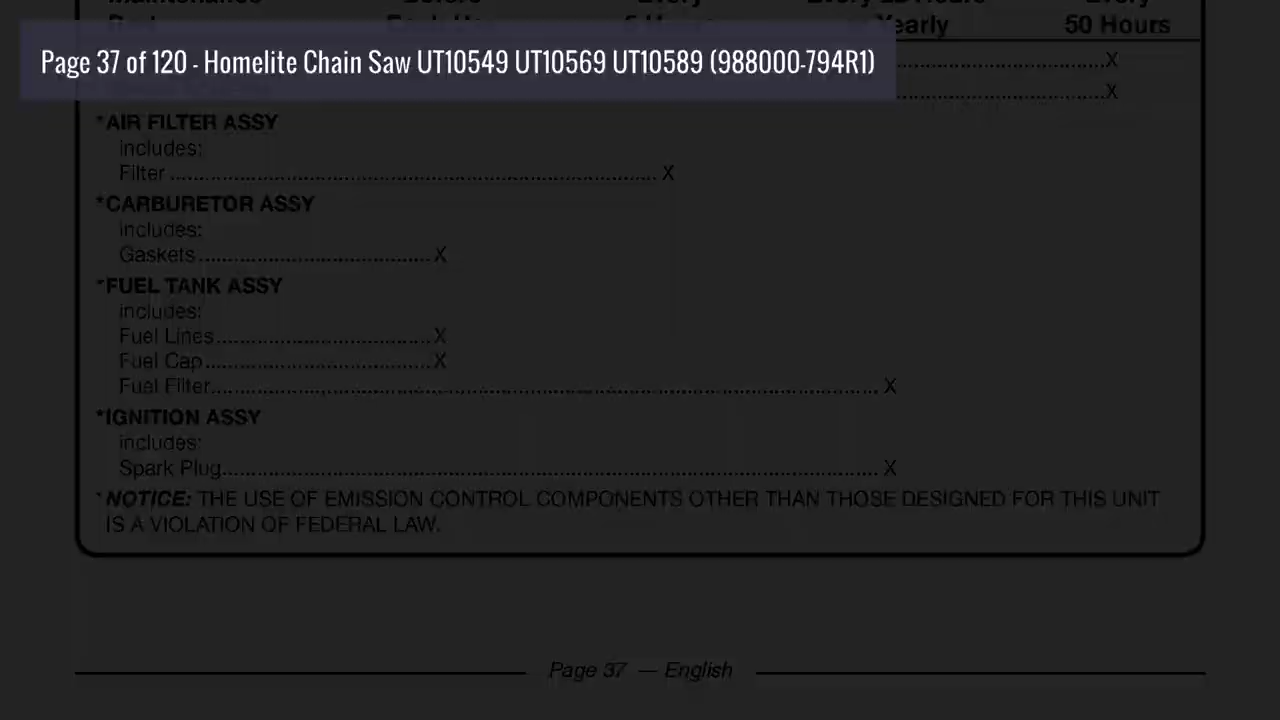 50 Hours
Page 37 of 120 - Homelite Chain Saw UT10549 UT10569 UT10589 (988000-794R1)
Yearly
..........................X
..........................X
*AIR FILTER ASSY
includes:
Filter ..........................X
*CARBURETOR ASSY
includes:
Gaskets..........................X
*FUEL TANK ASSY
includes:
Fuel Lines..........................X
Fuel Cap..........................X
Fuel Filter..........................X
*IGNITION ASSY
includes:
Spark Plug..........................X
*NOTICE: THE USE OF EMISSION CONTROL COMPONENTS OTHER THAN THOSE DESIGNED FOR THIS UNIT
IS A VIOLATION OF FEDERAL LAW.
Page 37 — English